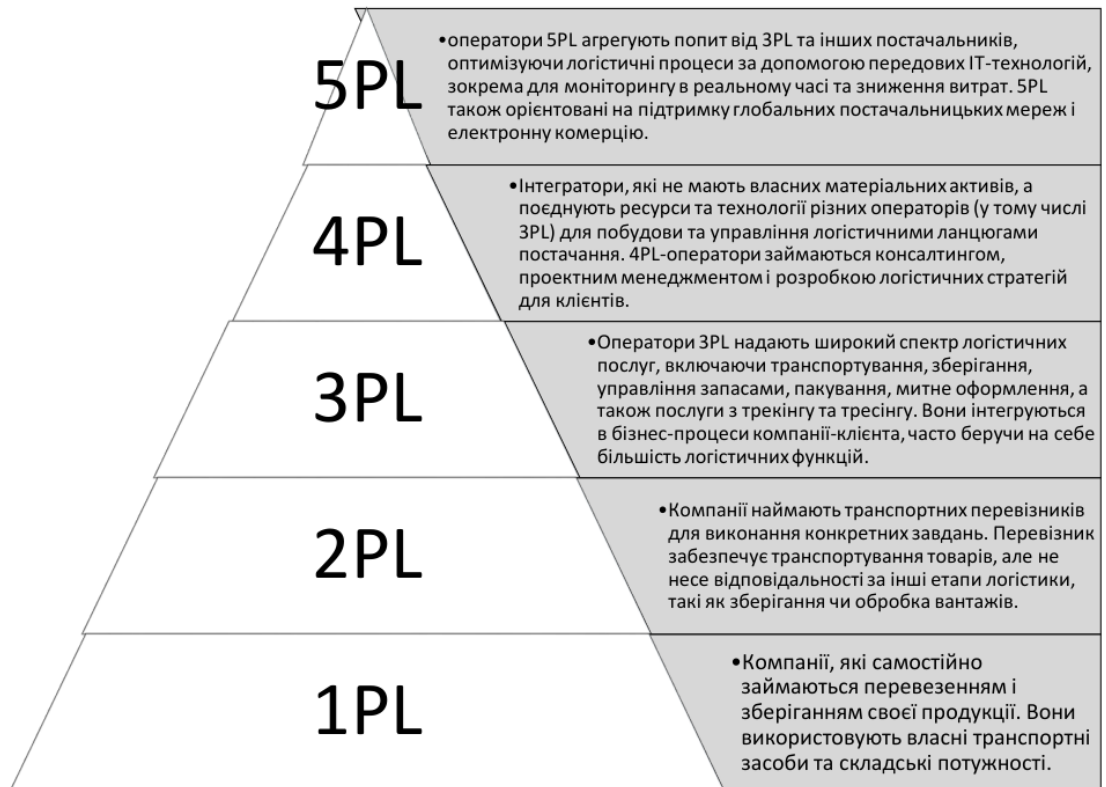 5PL
•оператори 5PL агрегують попит від 3PL та інших постачальників,
оптимізуючи логістичні процеси за допомогою передових ІТ-технологій,
зокрема для моніторингу в реальному часі та зниження витрат. 5PL
також орієнтовані на підтримку глобальних постачальницьких мереж і
електронну комерцію.
4PL
•Інтегратори, які не мають власних матеріальних активів, а
поєднують ресурси та технології різних операторів (у тому числі
3PL) для побудови та управління логістичними ланцюгами
постачання. 4PL-оператори займаються консалтингом,
проектним менеджментом і розробкою логістичних стратегій
для клієнтів.
3PL
•Оператори 3PL надають широкий спектр логістичних
послуг, включаючи транспортування, зберігання,
управління запасами, пакування, митне оформлення, а
також послуги з трекінгу та тресінгу. Вони інтегруються
в бізнес-процеси компанії-клієнта, часто беручи на себе
більшість логістичних функцій.
2PL
•Компанії наймають транспортних перевізників
для виконання конкретних завдань. Перевізник
забезпечує транспортування товарів, але не
несе відповідальності за інші етапи логістики,
такі як зберігання чи обробка вантажів.
1PL
•Компанії, які самостійно
займаються перевезенням і
зберіганням своєї продукції. Вони
використовують власні транспортні
засоби та складські потужності.